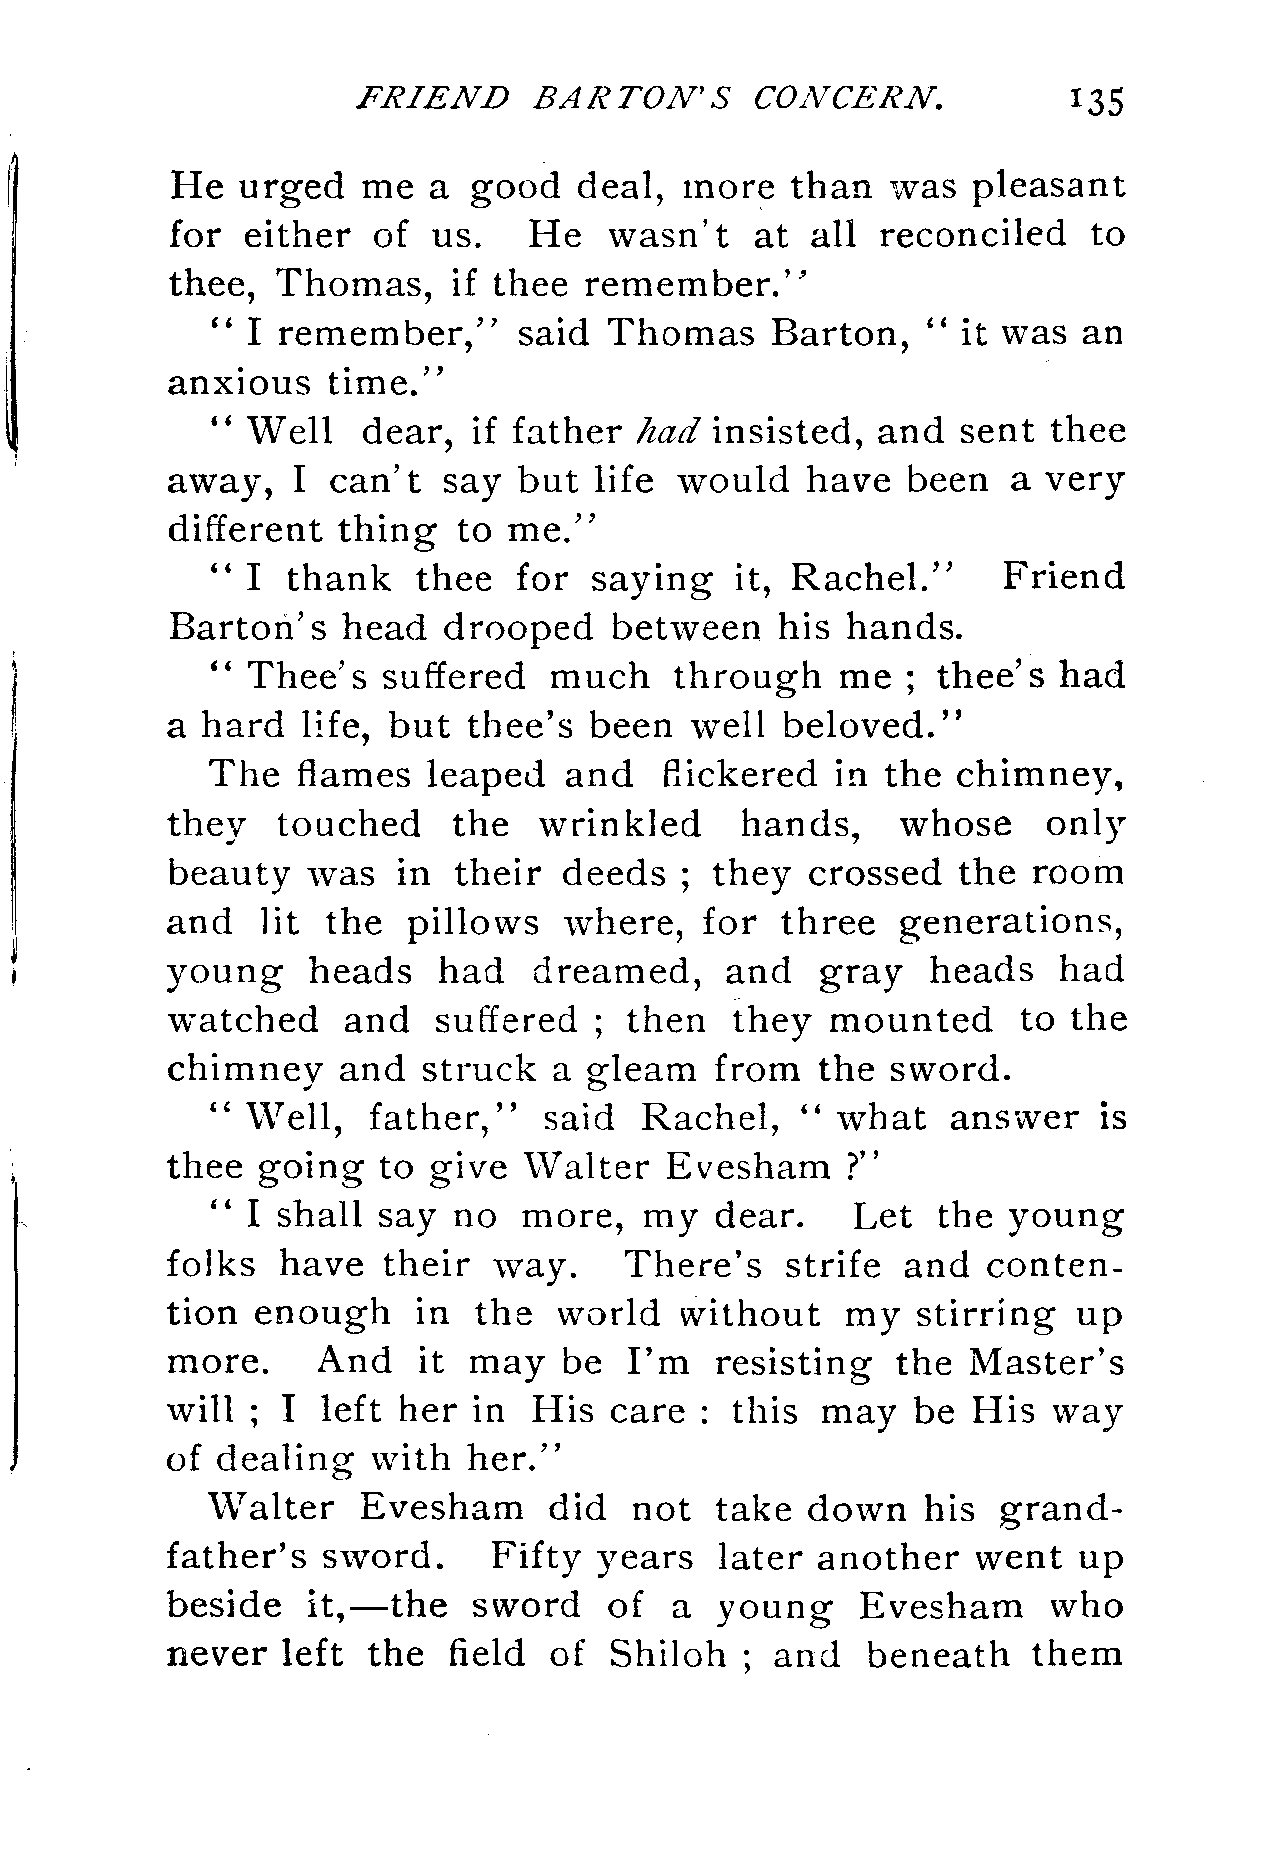 FRIEND BARTON'S CONCERN. 135
He urged me a good deal, more than was pleasant
for either of us. He wasn't at all reconciled to
thee, Thomas, if thee remember.''
“ I remember,'' said Thomas Barton, “ it was an
anxious time.''
“ Well dear, if father had insisted, and sent thee
away, I can't say but life would have been a very
different thing to me.''
“ I thank thee for saying it, Rachel.'' Friend
Barton's head drooped between his hands.
“ Thee's suffered much through me ; thee's had
a hard life, but thee's been well beloved.''
The flames leaped and flickered in the chimney,
they touched the wrinkled hands, whose only
beauty was in their deeds ; they crossed the room
and lit the pillows where, for three generations,
young heads had dreamed, and gray heads had
watched and suffered ; then they mounted to the
chimney and struck a gleam from the sword.
“ Well, father,'' said Rachel, “ what answer is
thee going to give Walter Evesham ?''
“ I shall say no more, my dear. Let the young
folks have their way. There's strife and conten-
tion enough in the world without my stirring up
more. And it may be I'm resisting the Master's
will ; I left her in His care : this may be His way
of dealing with her.''
Walter Evesham did not take down his grand-
father's sword. Fifty years later another went up
beside it,—the sword of a young Evesham who
never left the field of Shiloh ; and beneath them